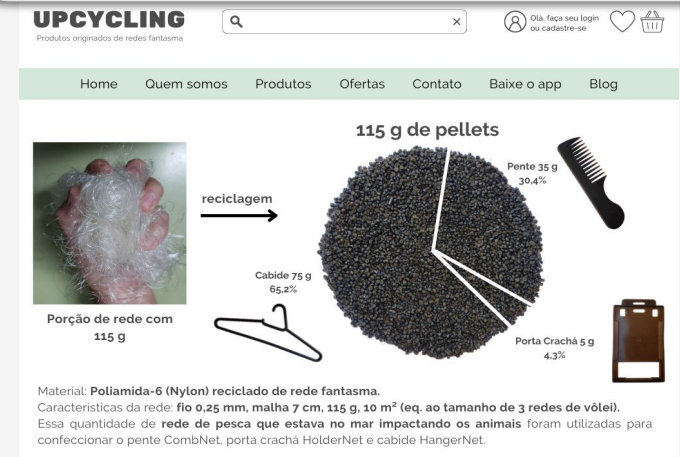 UPCYCLING
Produtos originados de redes fantasma
Olá, faça seu login
ou cadastre-se
Home Quem somos Produtos Ofertas Contato Baixe o app Blog
115 g de pellets
Pente 35 g
30,4%
reciclagem
Cabide 75 g
65,2%
Porção de rede com
115 g
Porta Crachá 5 g
4,3%
Material: Poliamida-6 (Nylon) reciclado de rede fantasma.
Características da rede: fio 0,25 mm, malha 7 cm, 115 g, 10 m² (eq. ao tamanho de 3 redes de vôlei).
Essa quantidade de rede de pesca que estava no mar impactando os animais foram utilizadas para
confeccionar o pente CombNet, porta crachá HolderNet e cabide HangerNet.